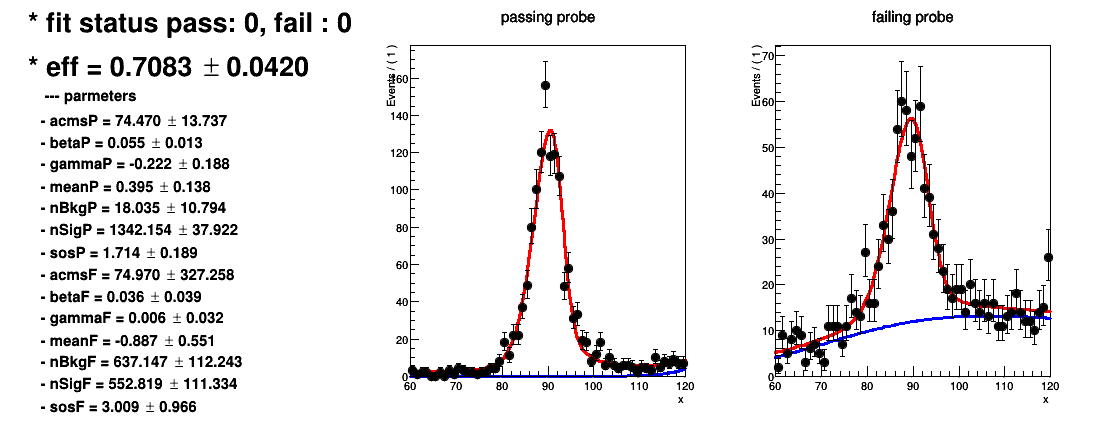 * fit status pass: 0, fail : 0
* eff = 0.7083 ± 0.0420
--- parmeters
- acmsP = 74.470 ± 13.737
- betaP = 0.055 ± 0.013
- gammaP = -0.222 ± 0.188
- meanP = 0.395 ± 0.138
- nBkgP = 18.035 ± 10.794
- nSigP = 1342.154 ± 37.922
- sosP = 1.714 ± 0.189
- acmsF = 74.970 ± 327.258
- betaF = 0.036 ± 0.039
- gammaF = 0.006 ± 0.032
- meanF = -0.887 ± 0.551
- nBkgF = 637.147 ± 112.243
- nSigF = 552.819 ± 111.334
- sosF = 3.009 ± 0.966
passing probe
Events / ( 1 )
160
140
120
100
80
60
40
20
0
60 70 80 90 100 110 120
x
failing probe
Events / ( 1 )
70
60
50
40
30
20
10
0
60 70 80 90 100 110 120
x